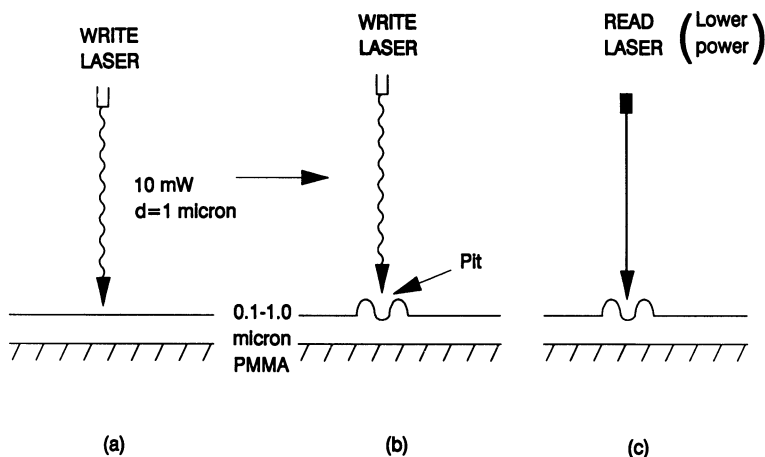 WRITE
LASER
WRITE
LASER
READ
LASER
(Lower
power)
10 mW
d=1 micron
Pit
0.1-1.0
micron
PMMA
(a)
(b)
(c)